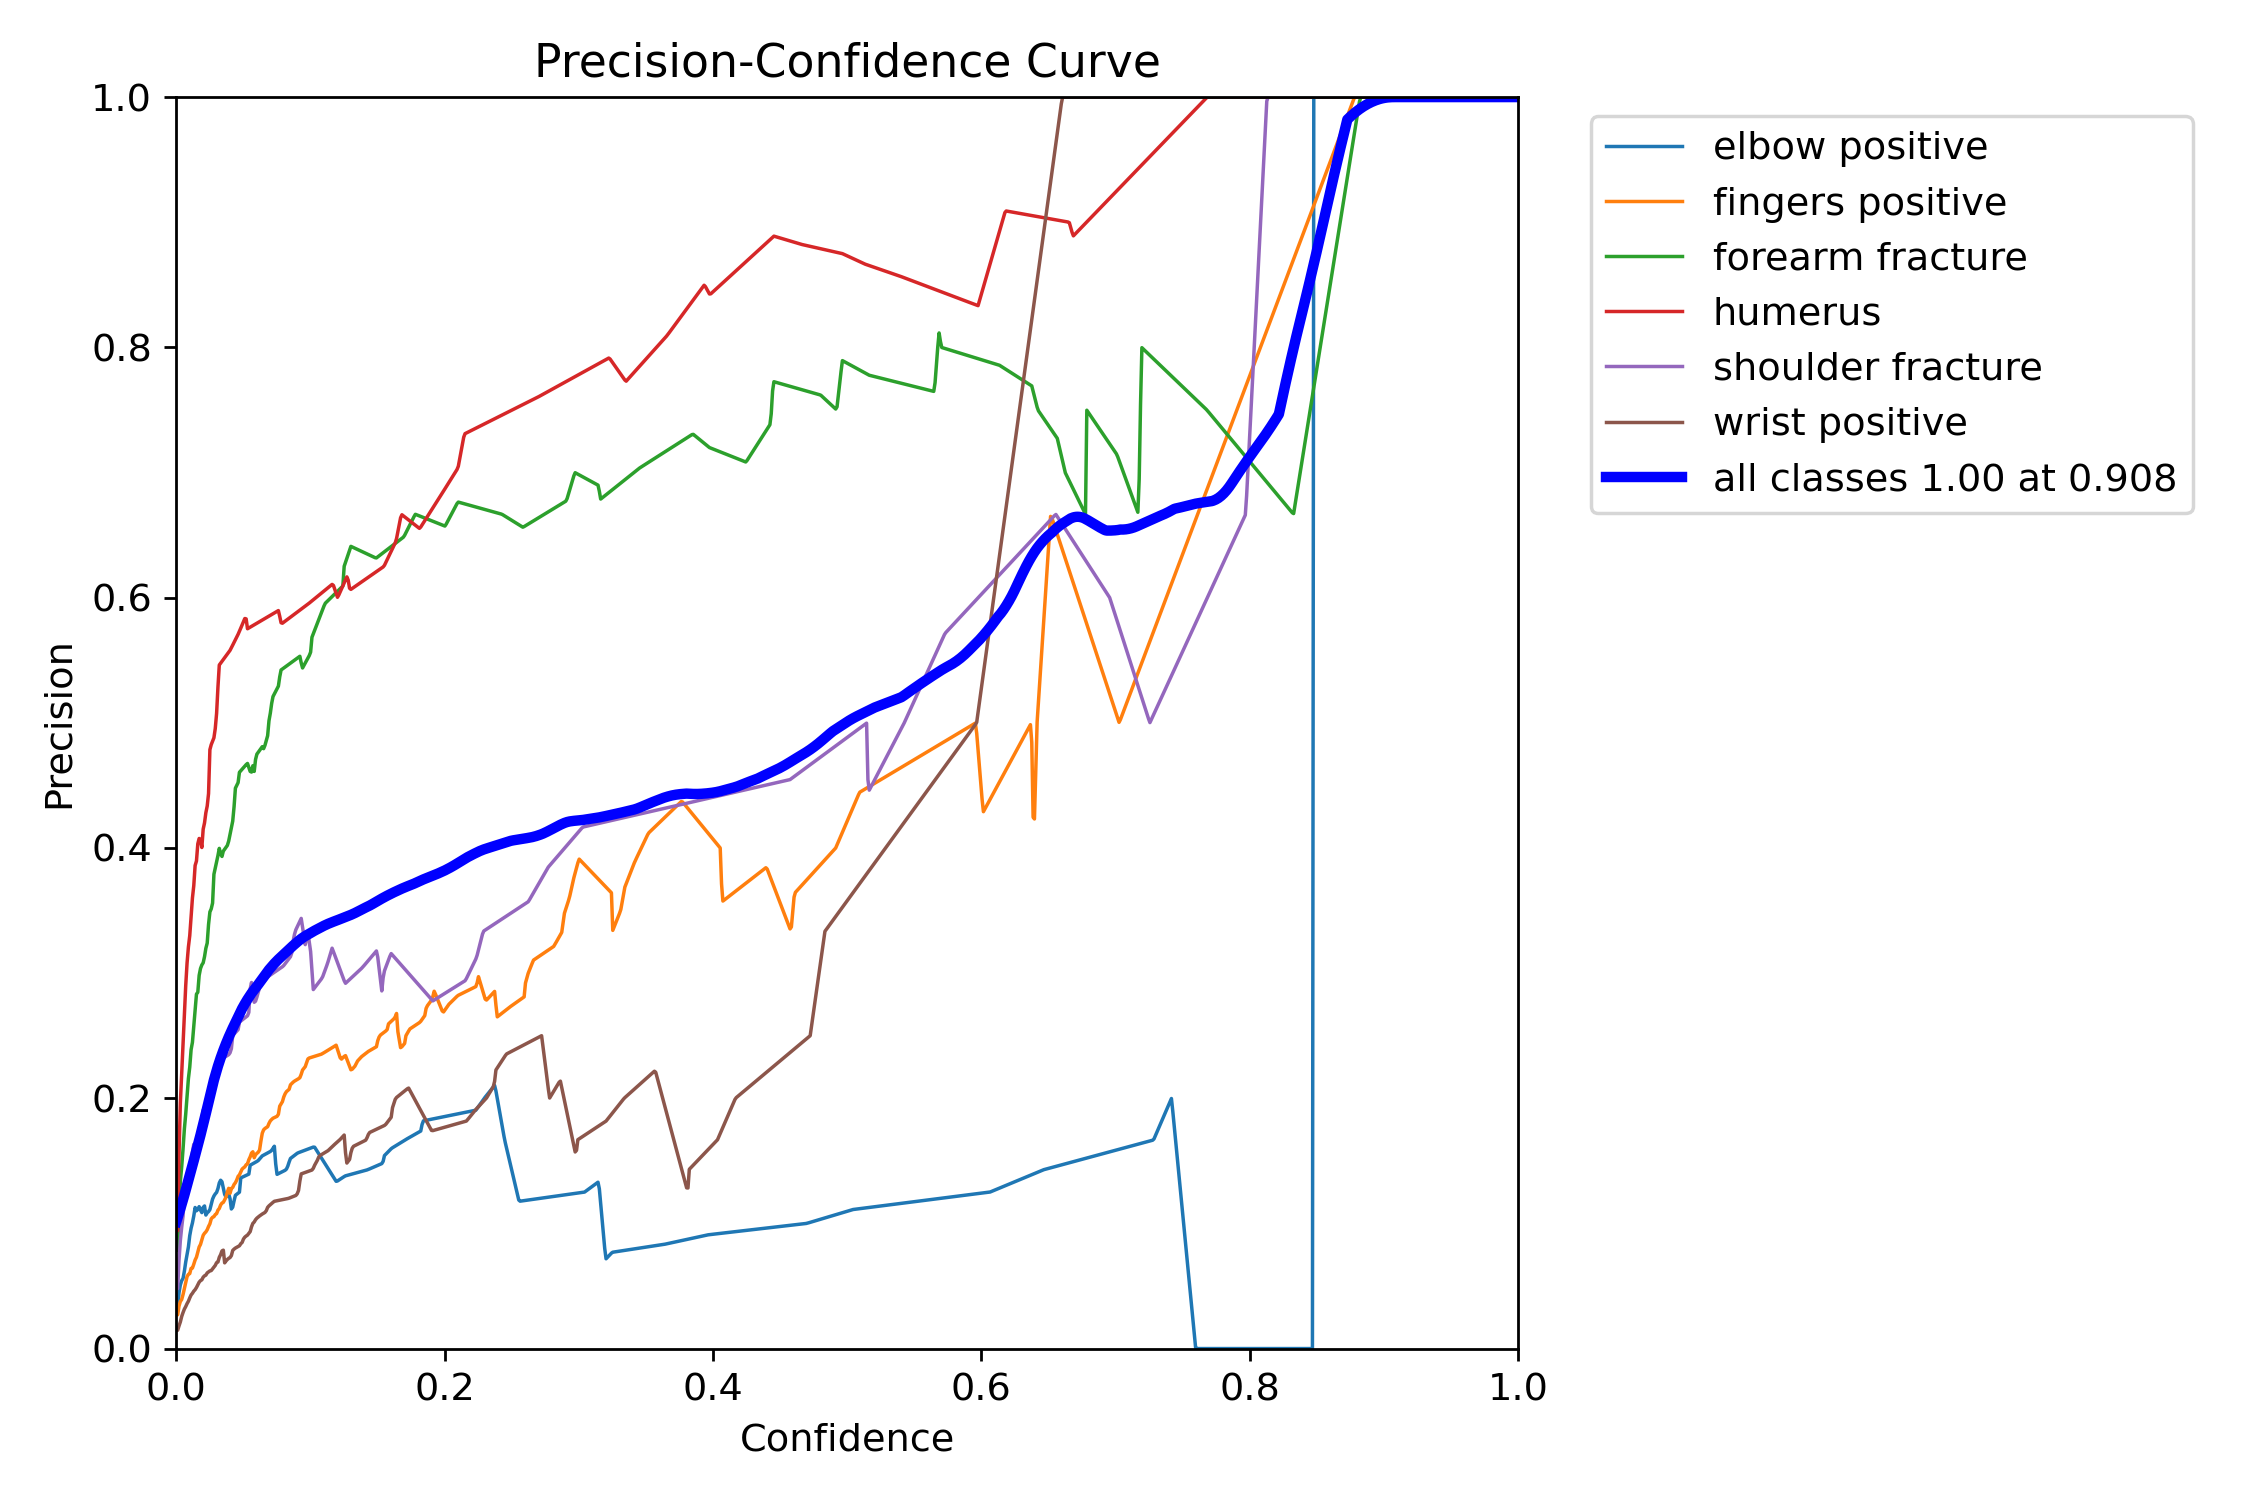 Precision-Confidence Curve
1.0
0.8
0.6
0.4
0.2
0.0
Precision
0.0 0.2 0.4 0.6 0.8 1.0
Confidence
elbow positive
fingers positive
forearm fracture
humerus
shoulder fracture
wrist positive
all classes 1.00 at 0.908